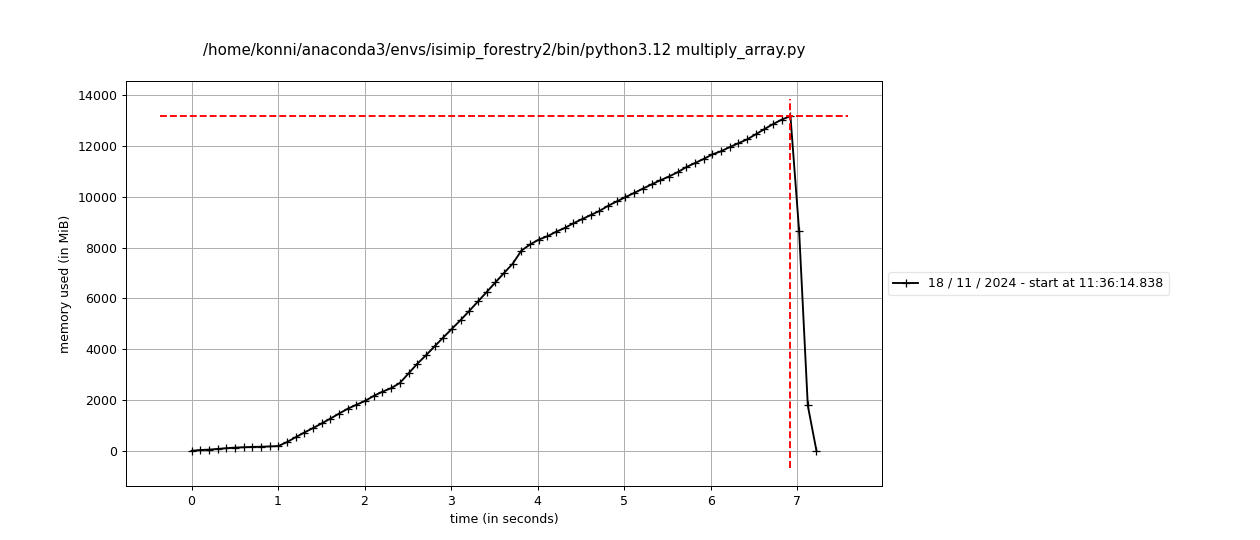 /home/konni/anaconda3/envs/isimip_forestry2/bin/python3.12 multiply_array.py
14000
12000
10000
8000
6000
4000
2000
0
memory used (in MiB)
0 1 2 3 4 5 6 7
time (in seconds)
18 / 11 / 2024 - start at 11:36:14.838